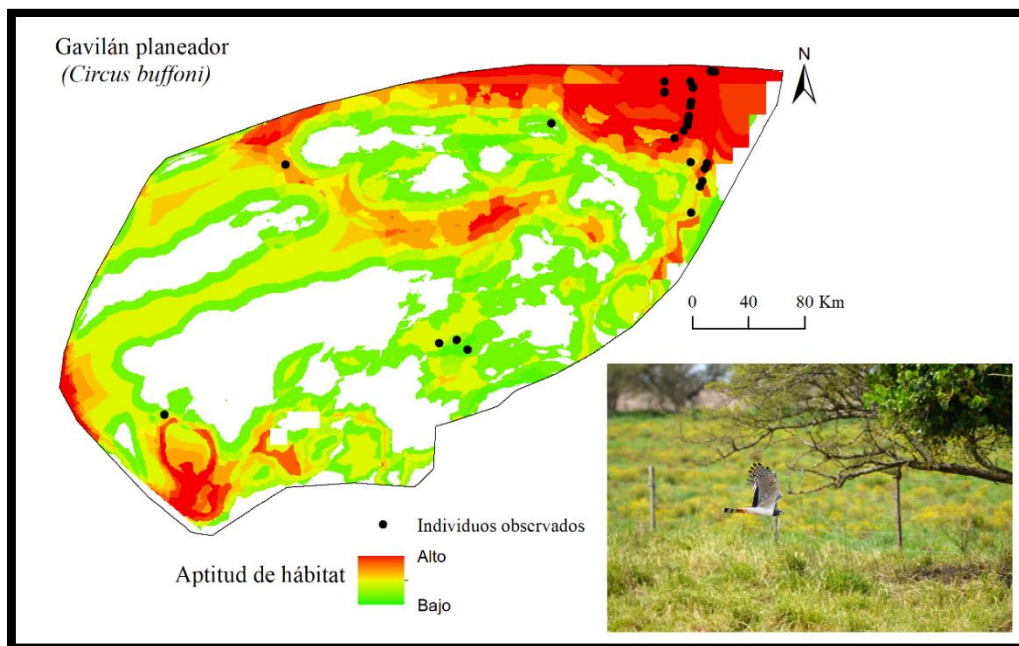 Gavilán planeador
(Circus buffoni)
N
0 40 80 Km
Individuos observados
Aptitud de hábitat
Alto
Bajo